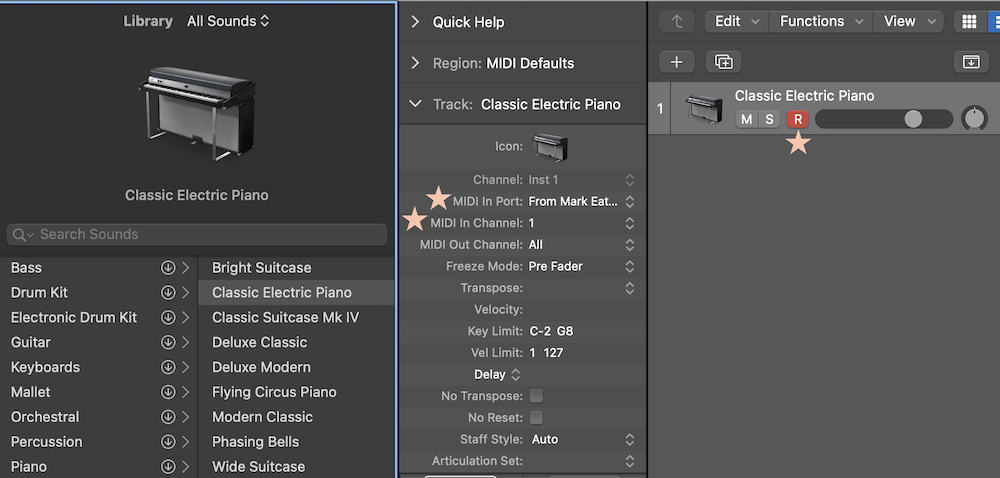 Library All Sounds
Classic Electric Piano
Search Sounds
Bass
Drum Kit
Electronic Drum Kit
Guitar
Keyboards
Mallet
Orchestral
Percussion
Piano
Bright Suitcase
Classic Electric Piano
Classic Suitcase Mk IV
Deluxe Classic
Deluxe Modern
Flying Circus Piano
Modern Classic
Phasing Bells
Wide Suitcase
Quick Help
Region: MIDI Defaults
Track: Classic Electric Piano
Icon:
Channel: Inst 1
MIDI In Port: From Mark Eat...
MIDI In Channel: 1
MIDI Out Channel: All
Freeze Mode: Pre Fader
Transpose:
Velocity:
Key Limit: C-2 G8
Vel Limit: 1 127
Delay
No Transpose:
No Reset:
Staff Style: Auto
Articulation Set:
Edit Functions View
1 Classic Electric Piano
M S R